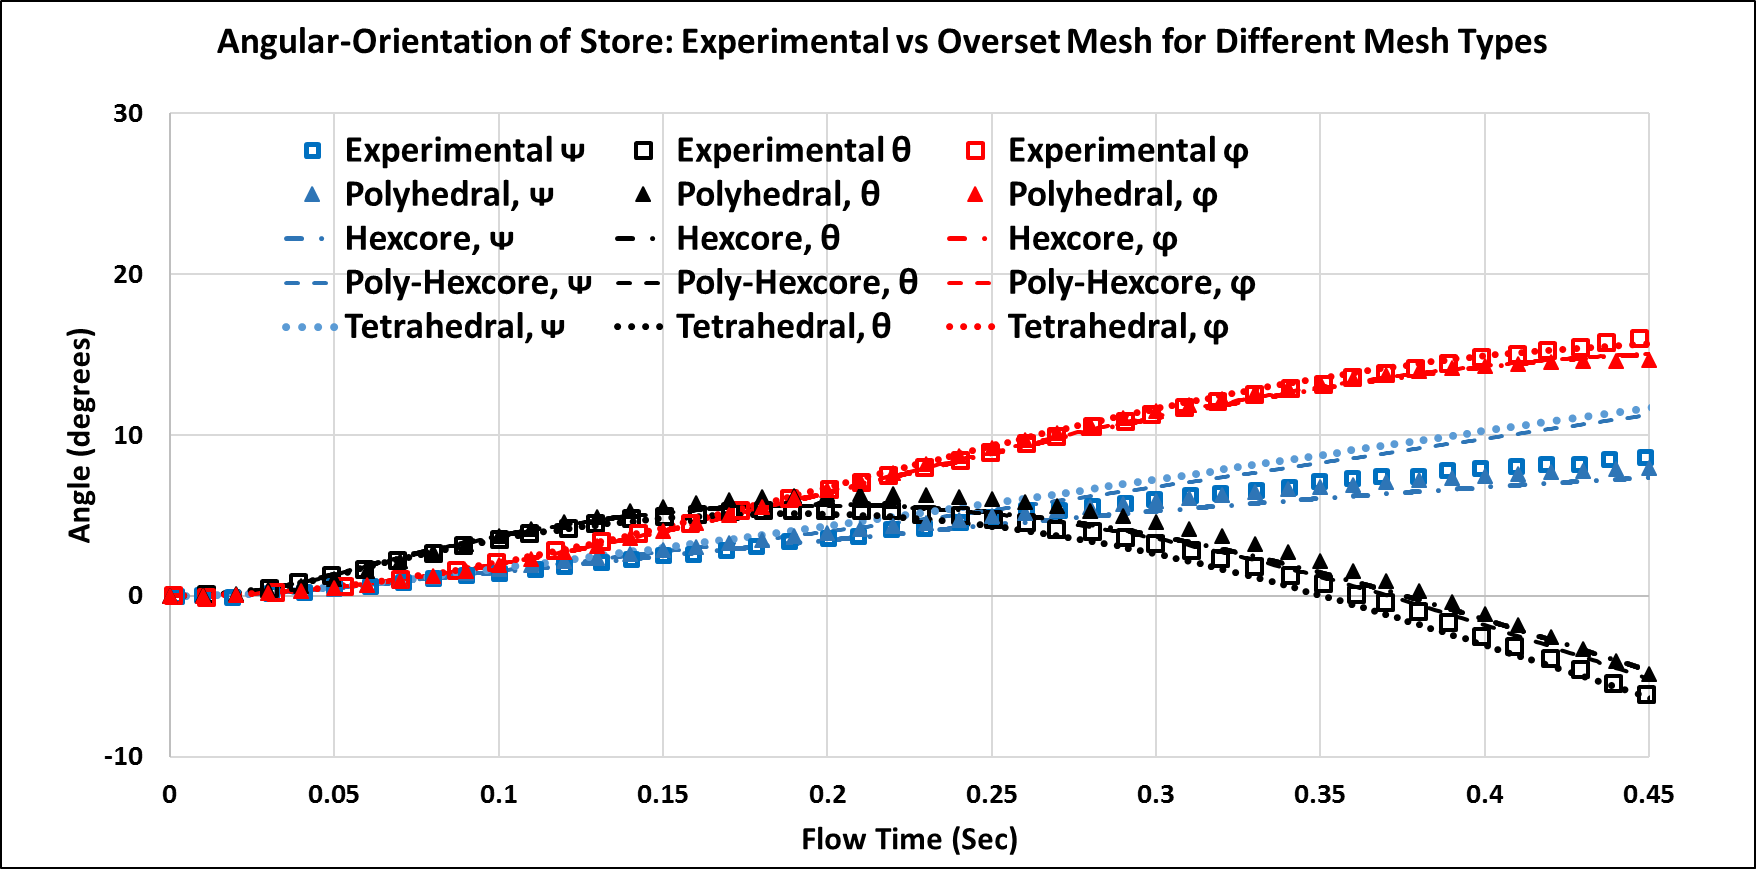 Angular-Orientation of Store: Experimental vs Overset Mesh for Different Mesh Types
30
Experimental ψ Experimental θ Experimental φ
Polyhedral, ψ Polyhedral, θ Polyhedral, φ
Hexcore, ψ Hexcore, θ Hexcore, φ
20
Poly-Hexcore, ψ Poly-Hexcore, θ Poly-Hexcore, φ
Tetrahedral, ψ Tetrahedral, θ Tetrahedral, φ
Angle (degrees)
10
0
-10
0 0.05 0.1 0.15 0.2 0.25 0.3 0.35 0.4 0.45
Flow Time (Sec)